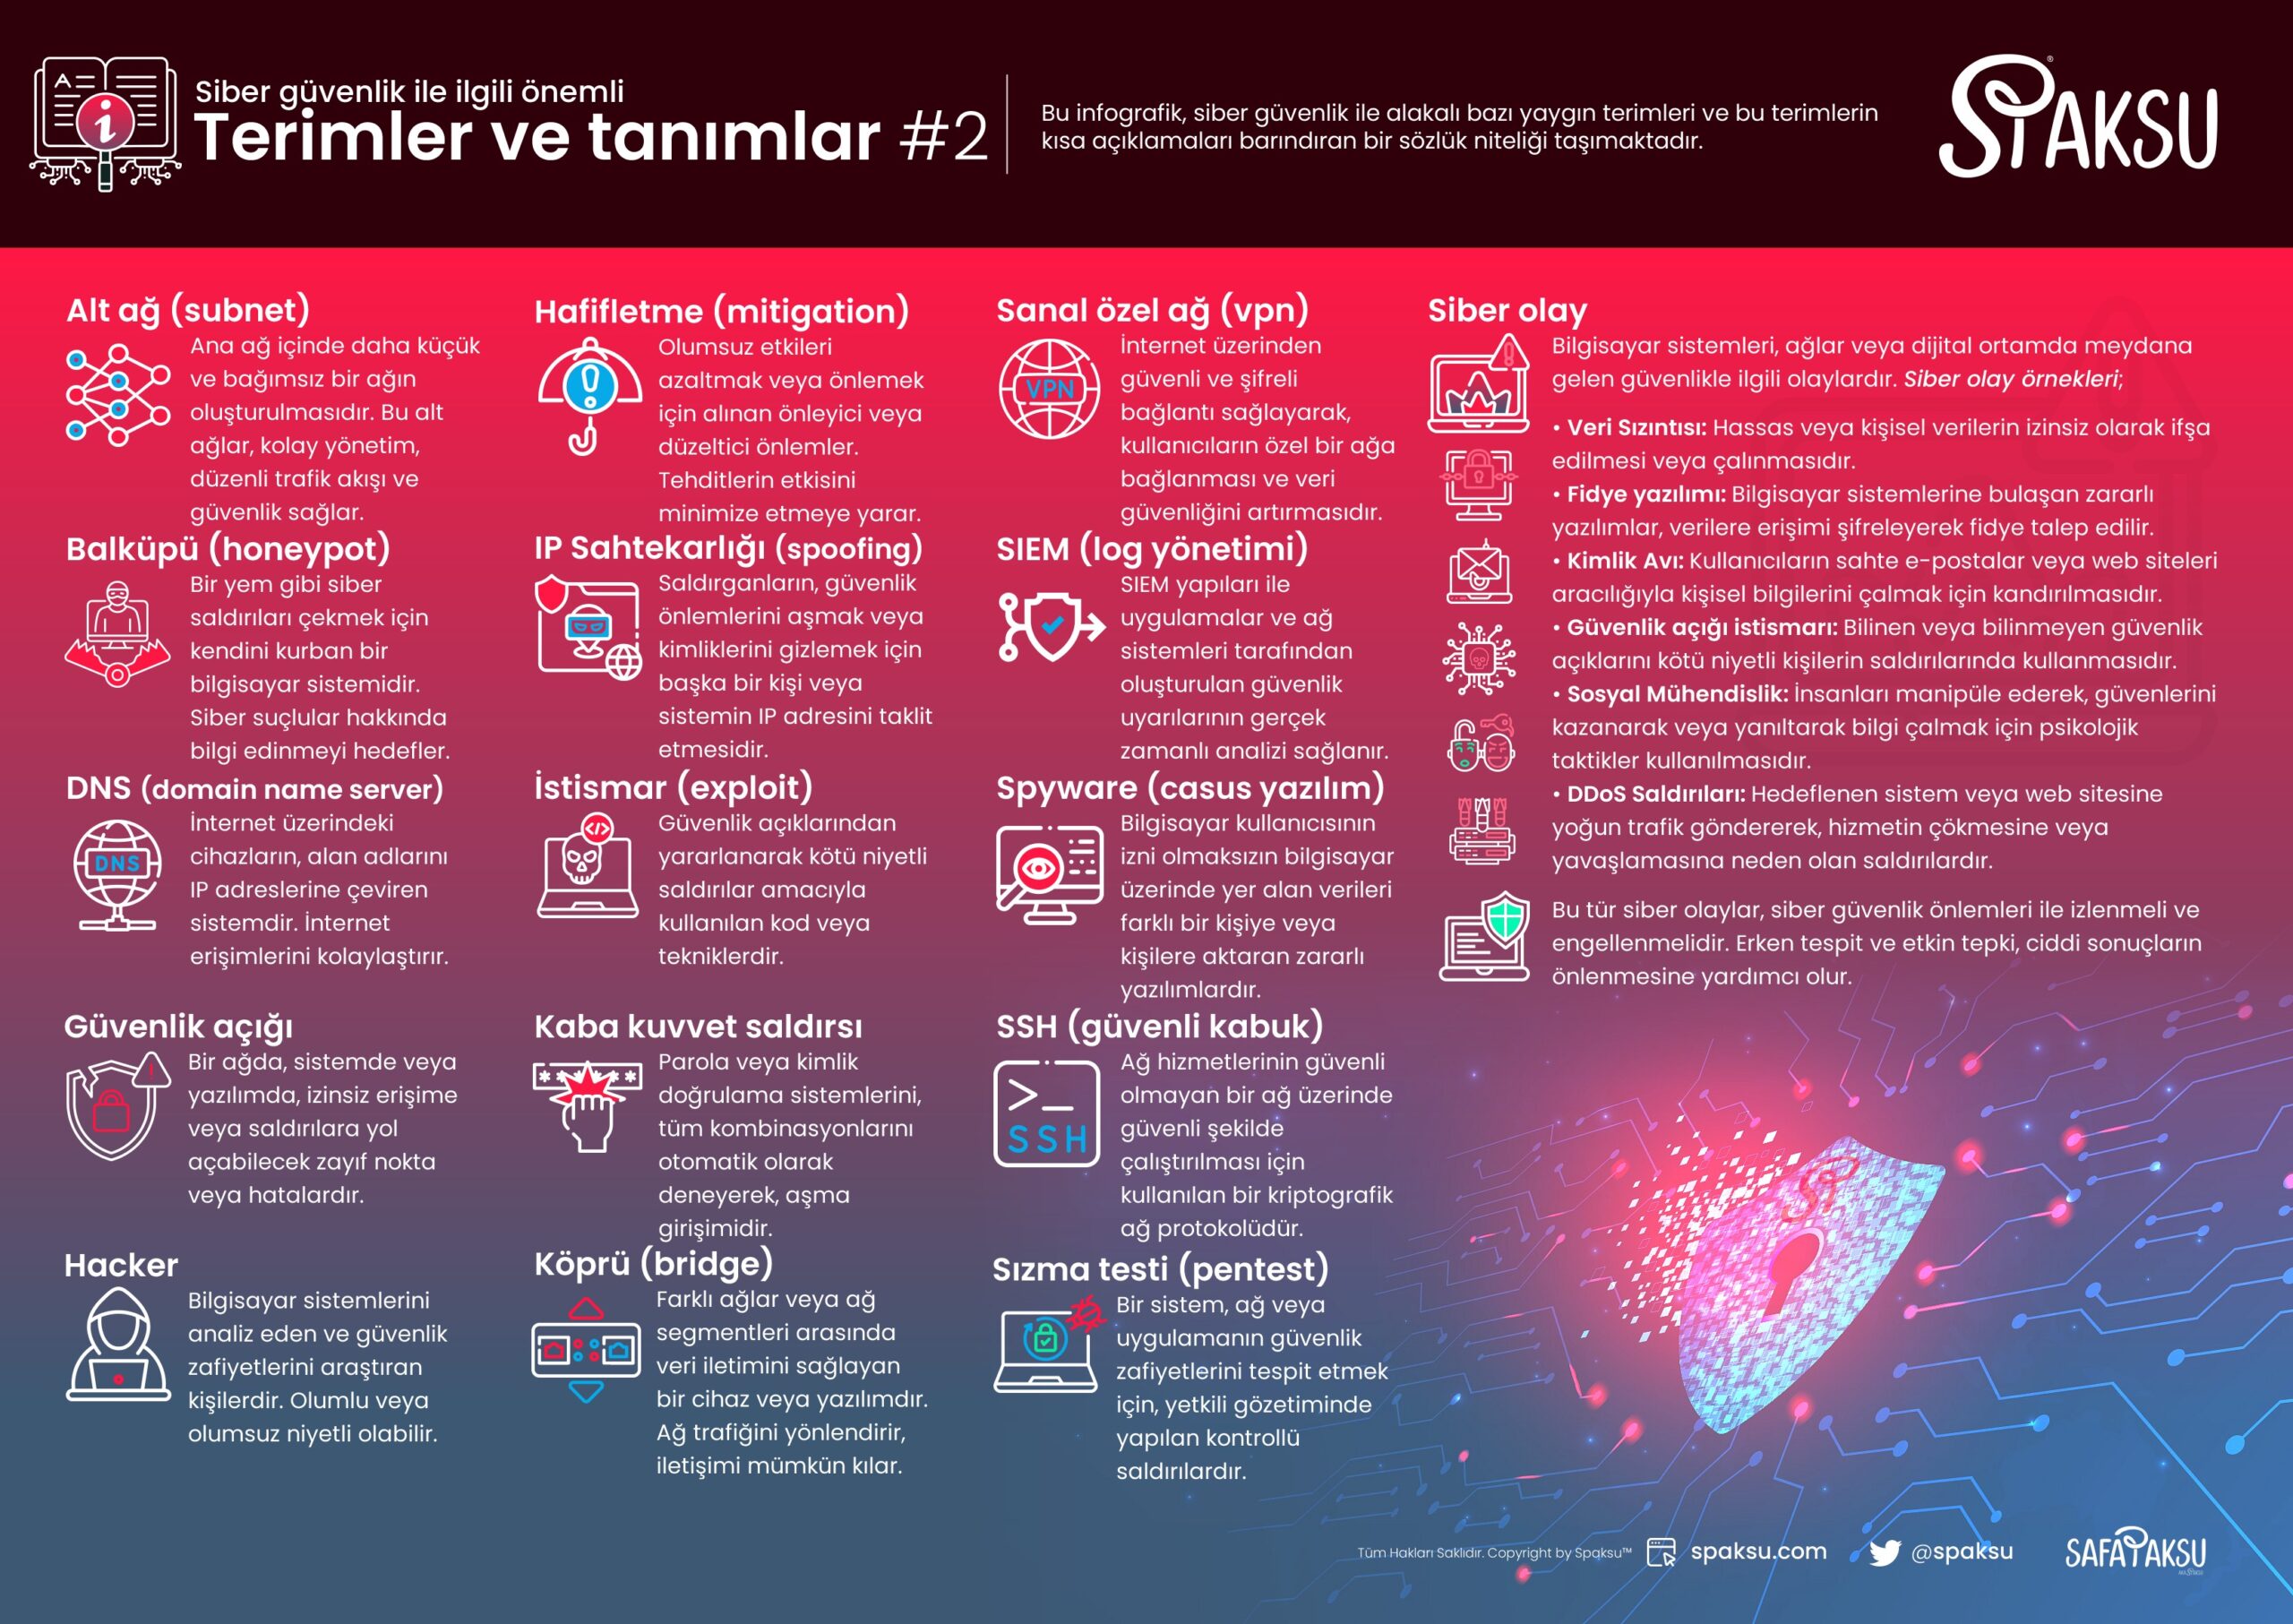 Siber güvenlik ile ilgili önemli
Terimler ve tanımlar #2
Bu infografik, siber güvenlik ile alakalı bazı yaygın terimleri ve bu terimlerin
kısa açıklamaları barındıran bir sözlük niteliği taşımaktadır.
SPAKSU
Alt ağ (subnet)
Ana ağ içinde daha küçük
ve bağımsız bir ağın
oluşturulmasıdır. Bu alt
ağlar, kolay yönetim,
düzenli trafik akışı ve
güvenlik sağlar.
Balküpü (honeypot)
Bir yem gibi siber
saldırıları çekmek için
kendini kurban bir
bilgisayar sistemidir.
Siber suçlular hakkında
bilgi edinmeyi hedefler.
DNS (domain name server)
DNS
İnternet üzerindeki
cihazların, alan adlarını
IP adreslerine çeviren
sistemdir. İnternet
erişimlerini kolaylaştırır.
Güvenlik açığı
Bir ağda, sistemde veya
yazılımda, izinsiz erişime
veya saldırılara yol
açabilecek zayıf nokta
veya hatalardır.
Hacker
Bilgisayar sistemlerini
analiz eden ve güvenlik
zafiyetlerini araştıran
kişilerdir. Olumlu veya
olumsuz niyetli olabilir.
Hafifletme (mitigation)
Olumsuz etkileri
azaltmak veya önlemek
için alınan önleyici veya
düzeltici önlemler.
Tehditlerin etkisini
minimize etmeye yarar.
IP Sahtekarlığı (spoofing)
Saldırganların, güvenlik
önlemlerini aşmak veya
kimliklerini gizlemek için
başka bir kişi veya
sistemin IP adresini taklit
etmesidir.
İstismar (exploit)
Güvenlik açıklarından
yararlanarak kötü niyetli
saldırılar amacıyla
kullanılan kod veya
tekniklerdir.
Kaba kuvvet saldırsı
Parola veya kimlik
doğrulama sistemlerini,
tüm kombinasyonlarını
otomatik olarak
deneyerek, aşma
girişimidir.
Köprü (bridge)
Farklı ağlar veya ağ
segmentleri arasında
veri iletimini sağlayan
bir cihaz veya yazılımdır.
Ağ trafiğini yönlendirir,
iletişimi mümkün kılar.
Sanal özel ağ (vpn)
VPN
İnternet üzerinden
güvenli ve şifreli
bağlantı sağlayarak,
kullanıcıların özel bir ağa
bağlanması ve veri
güvenliğini artırmasıdır.
SIEM (log yönetimi)
SIEM yapıları ile
uygulamalar ve ağ
sistemleri tarafından
oluşturulan güvenlik
uyarılarının gerçek
zamanlı analizi sağlanır.
Spyware (casus yazılım)
Bilgisayar kullanıcısının
izni olmaksızın bilgisayar
üzerinde yer alan verileri
farklı bir kişiye veya
kişilere aktaran zararlı
yazılımlardır.
SSH (güvenli kabuk)
>_
SSH
Ağ hizmetlerinin güvenli
olmayan bir ağ üzerinde
güvenli şekilde
çalıştırılması için
kullanılan bir kriptografik
ağ protokolüdür.
Sızma testi (pentest)
Bir sistem, ağ veya
uygulamanın güvenlik
zafiyetlerini tespit etmek
için, yetkili gözetiminde
yapılan kontrollü
saldırılardır.
Siber olay
Bilgisayar sistemleri, ağlar veya dijital ortamda meydana
gelen güvenlikle ilgili olaylardır. Siber olay örnekleri;
• Veri Sızıntısı: Hassas veya kişisel verilerin izinsiz olarak ifşa
edilmesi veya çalınmasıdır.
• Fidye yazılımı: Bilgisayar sistemlerine bulaşan zararlı
yazılımlar, verilere erişimi şifreleyerek fidye talep edilir.
• Kimlik Avı: Kullanıcıların sahte e-postalar veya web siteleri
aracılığıyla kişisel bilgilerini çalmak için kandırılmasıdır.
• Güvenlik açığı istismarı: Bilinen veya bilinmeyen güvenlik
açıklarını kötü niyetli kişilerin saldırılarında kullanmasıdır.
• Sosyal Mühendislik: İnsanları manipüle ederek, güvenlerini
kazanarak veya yanıltarak bilgi çalmak için psikolojik
taktikler kullanılmasıdır.
• DDoS Saldırıları: Hedeflenen sistem veya web sitesine
yoğun trafik göndererek, hizmetin çökmesine veya
yavaşlamasına neden olan saldırılardır.
Bu tür siber olaylar, siber güvenlik önlemleri ile izlenmeli ve
engellenmelidir. Erken tespit ve etkin tepki, ciddi sonuçların
önlenmesine yardımcı olur.
Tüm Hakları Saklıdır. Copyright by Spaksu™
spaksu.com
@spaksu
SAFAPAKSU